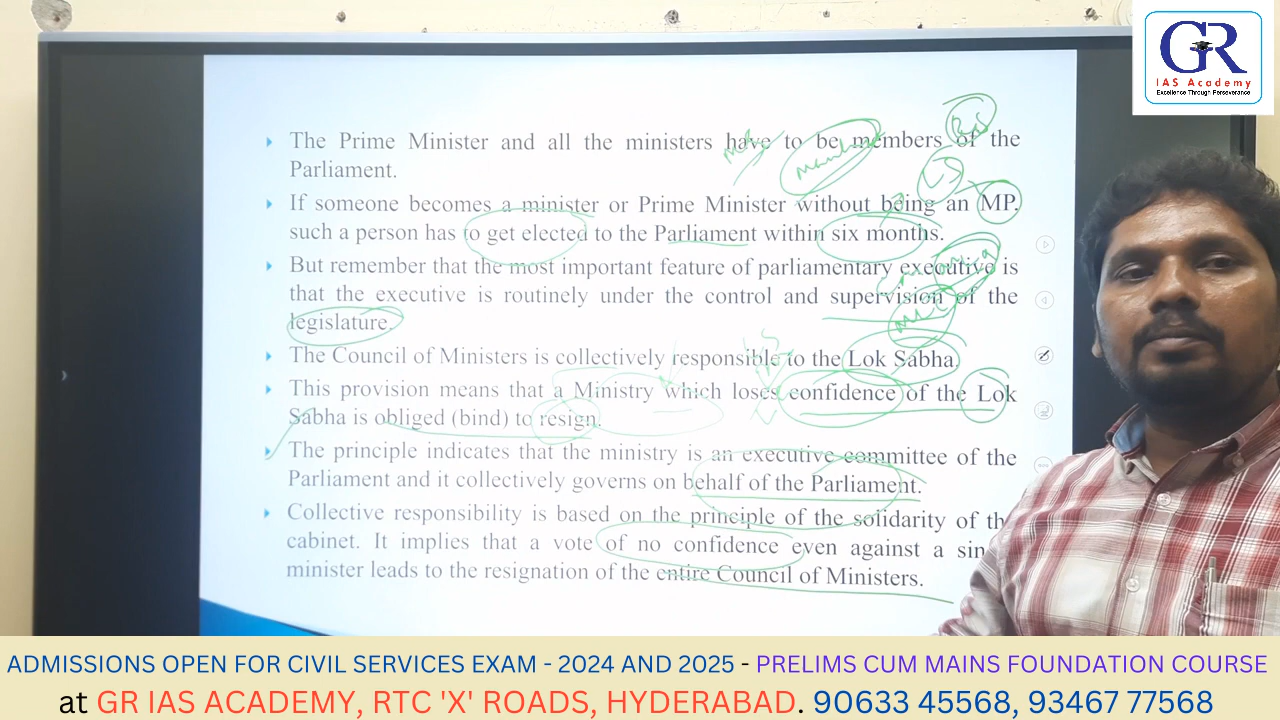 GR
IAS Academy
Excellence Through Perseverance
The Prime Minister and all the ministers have to be members of the
Parliament.
If someone becomes a minister or Prime Minister without being an MP,
such a person has to get elected to the Parliament within six months.
But remember that the most important feature of parliamentary executive is
that the executive is routinely under the control and supervision of the
legislature.
The Council of Ministers is collectively responsible to the Lok Sabha.
This provision means that a Ministry which loses confidence of the Lok
Sabha is obliged (bind) to resign.
The principle indicates that the ministry is an executive committee of the
Parliament and it collectively governs on behalf of the Parliament.
Collective responsibility is based on the principle of the solidarity of th
cabinet. It implies that a vote of no confidence even against a sin
minister leads to the resignation of the entire Council of Ministers.
ADMISSIONS OPEN FOR CIVIL SERVICES EXAM - 2024 AND 2025 - PRELIMS CUM MAINS FOUNDATION COURSE
at GR IAS ACADEMY, RTC 'X' ROADS, HYDERABAD. 90633 45568, 93467 77568